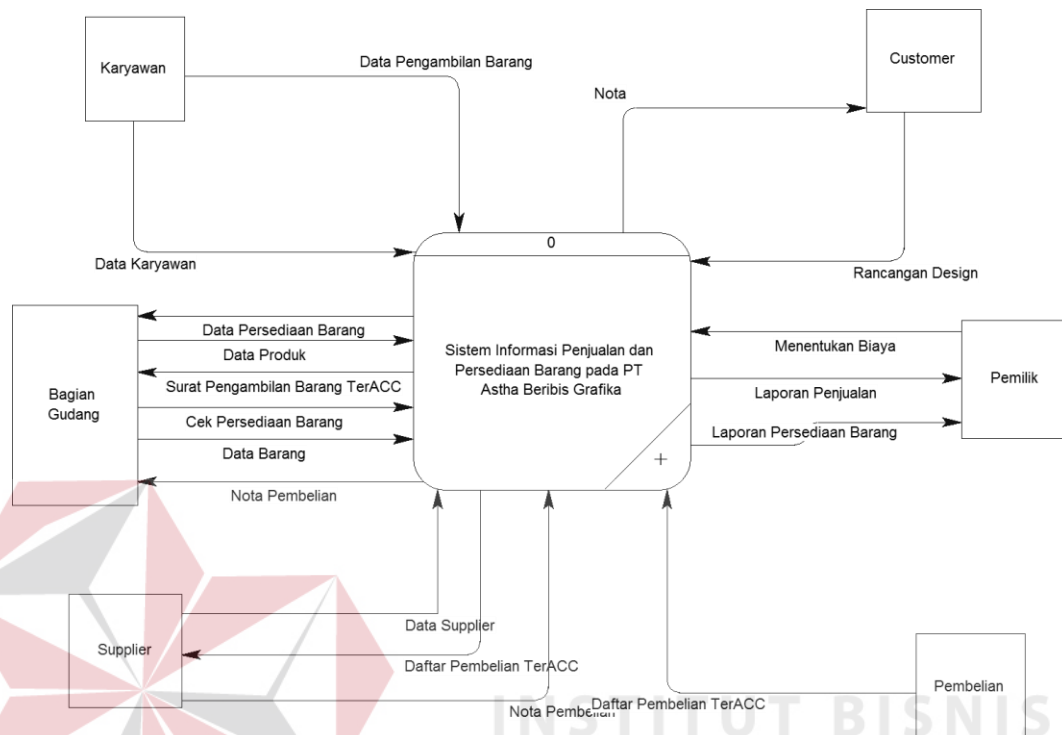 Karyawan
Data Pengambilan Barang
Nota
Customer
Data Karyawan
0
Rancangan Design
Sistem Informasi Penjualan dan
Persediaan Barang pada PT
Astha Beribis Grafika
Bagian
Gudang
Data Persediaan Barang
Data Produk
Surat Pengambilan Barang TerACC
Cek Persediaan Barang
Data Barang
Nota Pembelian
Menentukan Biaya
Laporan Penjualan
Laporan Persediaan Barang
Pemilik
+
Supplier
Data Supplier
Daftar Pembelian TerACC
Nota Pembelian
Daftar Pembelian TerACC
Pembelian
INSTITUT BISNIS